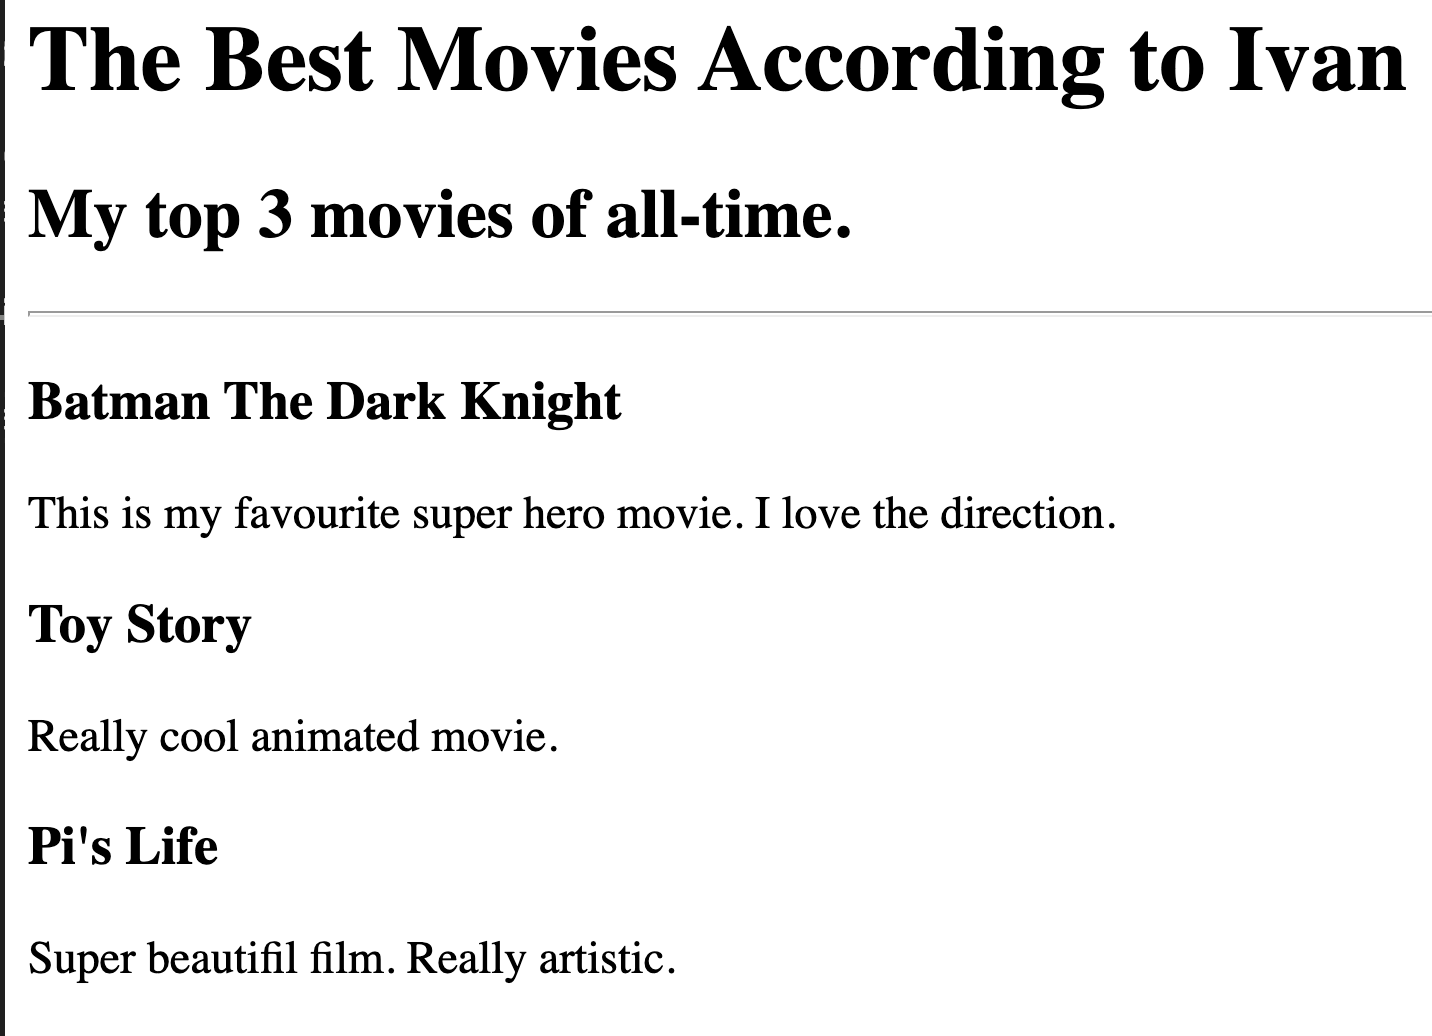 The Best Movies According to Ivan
My top 3 movies of all-time.
Batman The Dark Knight
This is my favourite super hero movie. I love the direction.
Toy Story
Really cool animated movie.
Pi's Life
Super beautifil film. Really artistic.